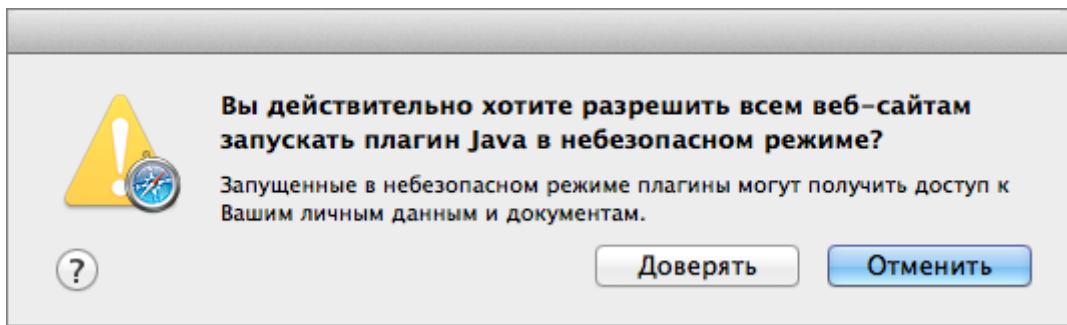 Вы действительно хотите разрешить всем веб-сайтам
запускать плагин Java в небезопасном режиме?
Запущенные в небезопасном режиме плагины могут получить доступ к
Вашим личным данным и документам.
?
Доверять
Отменить